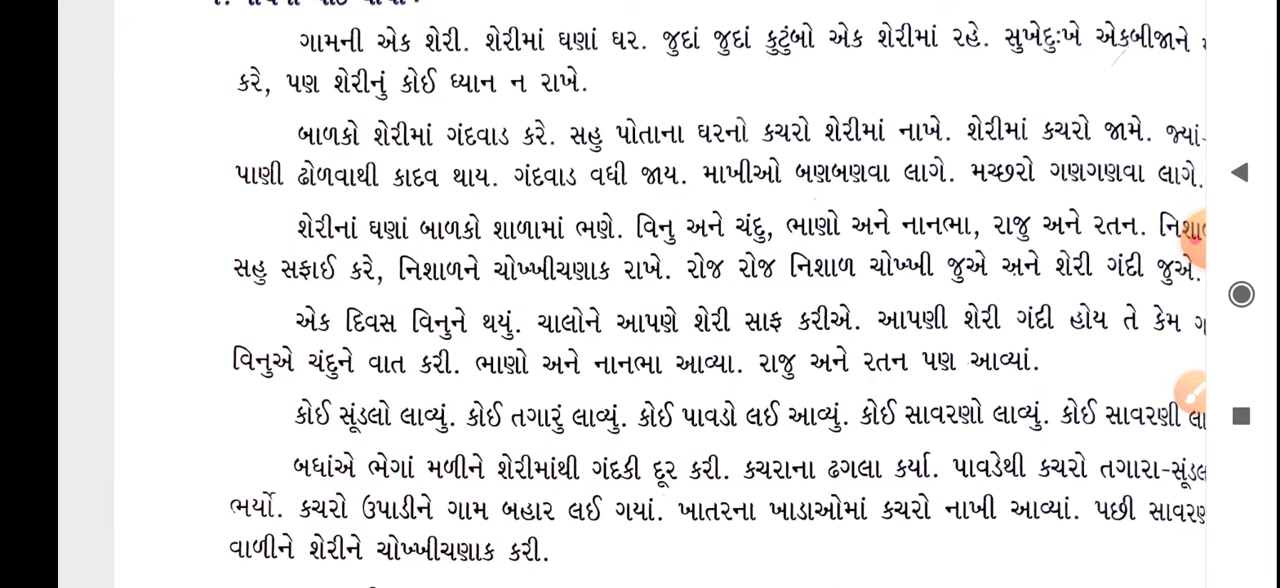 ગામની એક શેરી. શેરીમાં ઘણાં ઘર. જુદાં જુદાં કુટુંબો એક શેરીમાં રહે. સુખેદુઃખે એકબીજાને
કરે, પણ શેરીનું કોઈ ધ્યાન ન રાખે.
બાળકો શેરીમાં ગંદવાડ કરે. સહુ પોતાના ઘરનો કચરો શેરીમાં નાખે. શેરીમાં કચરો જામે. જ્યાં-
પાણી ઢોળવાથી કાદવ થાય. ગંદવાડ વધી જાય. માખીઓ બણબણવા લાગે. મચ્છરો ગણગણવા લાગે.
શેરીનાં ઘણાં બાળકો શાળામાં ભણે. વિનુ અને ચંદુ, ભાણો અને નાનભા, રાજુ અને રતન.
સહુ સફાઈ કરે, નિશાળને ચોખ્ખીચણાક રાખે. રોજ રોજ નિશાળ ચોખ્ખી જુએ અને શેરી ગંદી જુએ.
એક દિવસ વિનુને થયું. ચાલોને આપણે શેરી સાફ કરીએ. આપણી શેરી ગંદી હોય તે કેમ
વિનુએ ચંદુને વાત કરી. ભાણો અને નાનભા આવ્યા. રાજુ અને રતન પણ આવ્યાં.
કોઈ સૂંડલો લાવ્યું. કોઈ તગારું લાવ્યું. કોઈ પાવડો લઈ આવ્યું. કોઈ સાવરણો લાવ્યું. કોઈ સાવરણી
બધાંએ ભેગાં મળીને શેરીમાંથી ગંદકી દૂર કરી. કચરાના ઢગલા કર્યા. પાવડેથી કચરો તગારા-સૂંડલ
ભર્યો. કચરો ઉપાડીને ગામ બહાર લઈ ગયાં. ખાતરના ખાડાઓમાં કચરો નાખી આવ્યાં. પછી સાવરણ
વાળીને શેરીને ચોખ્ખીચણાક કરી.